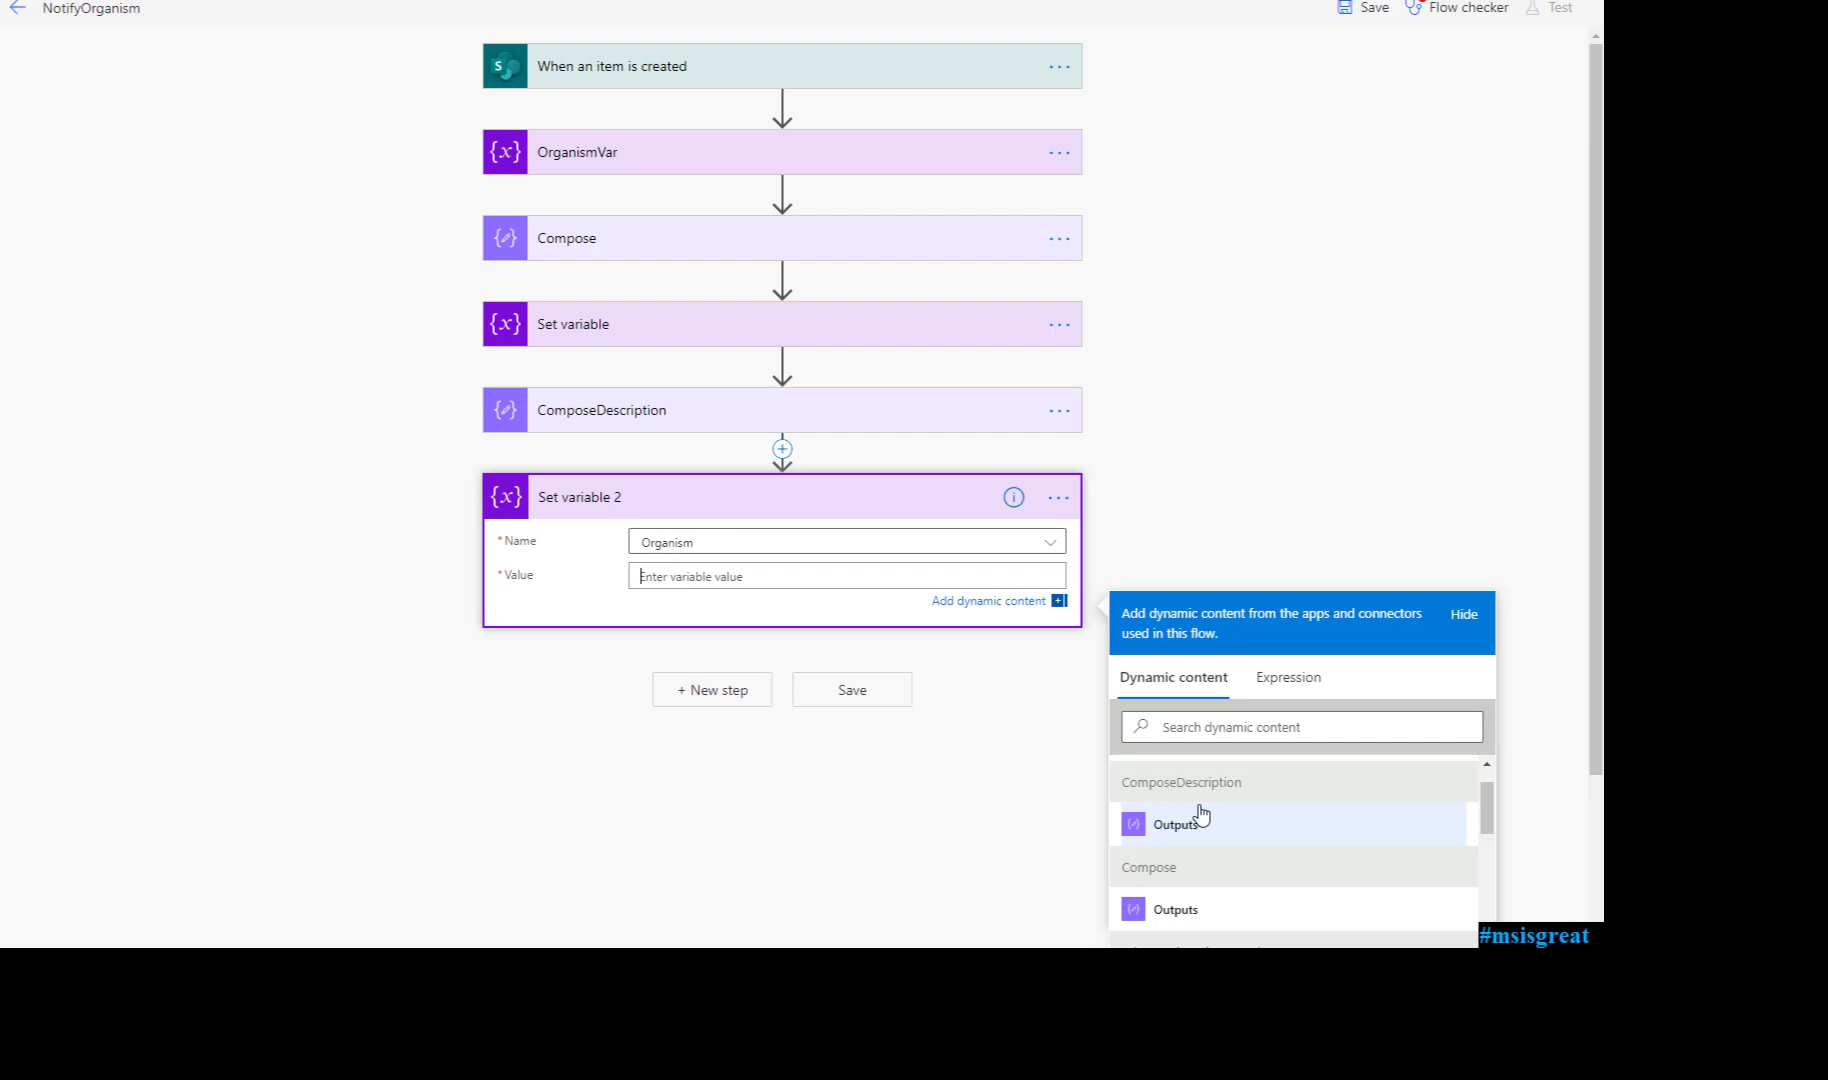 NotifyOrganism
Save
Flow checker
Test
S
When an item is created
{x}
OrganismVar
Compose
{x}
Set variable
ComposeDescription
{x}
Set variable 2
* Name
Organism
* Value
Enter variable value
Add dynamic content
Add dynamic content from the apps and connectors
used in this flow.
Hide
+ New step
Save
Dynamic content
Expression
Search dynamic content
ComposeDescription
Outputs
Compose
Outputs
#msisgreat